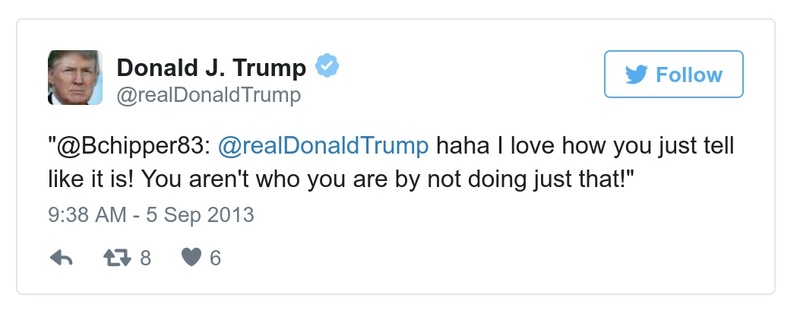 Donald J. Trump
@realDonaldTrump
Follow
"@Bchipper83: @realDonaldTrump haha I love how you just tell
like it is! You aren't who you are by not doing just that!"
9:38 AM - 5 Sep 2013
8 6